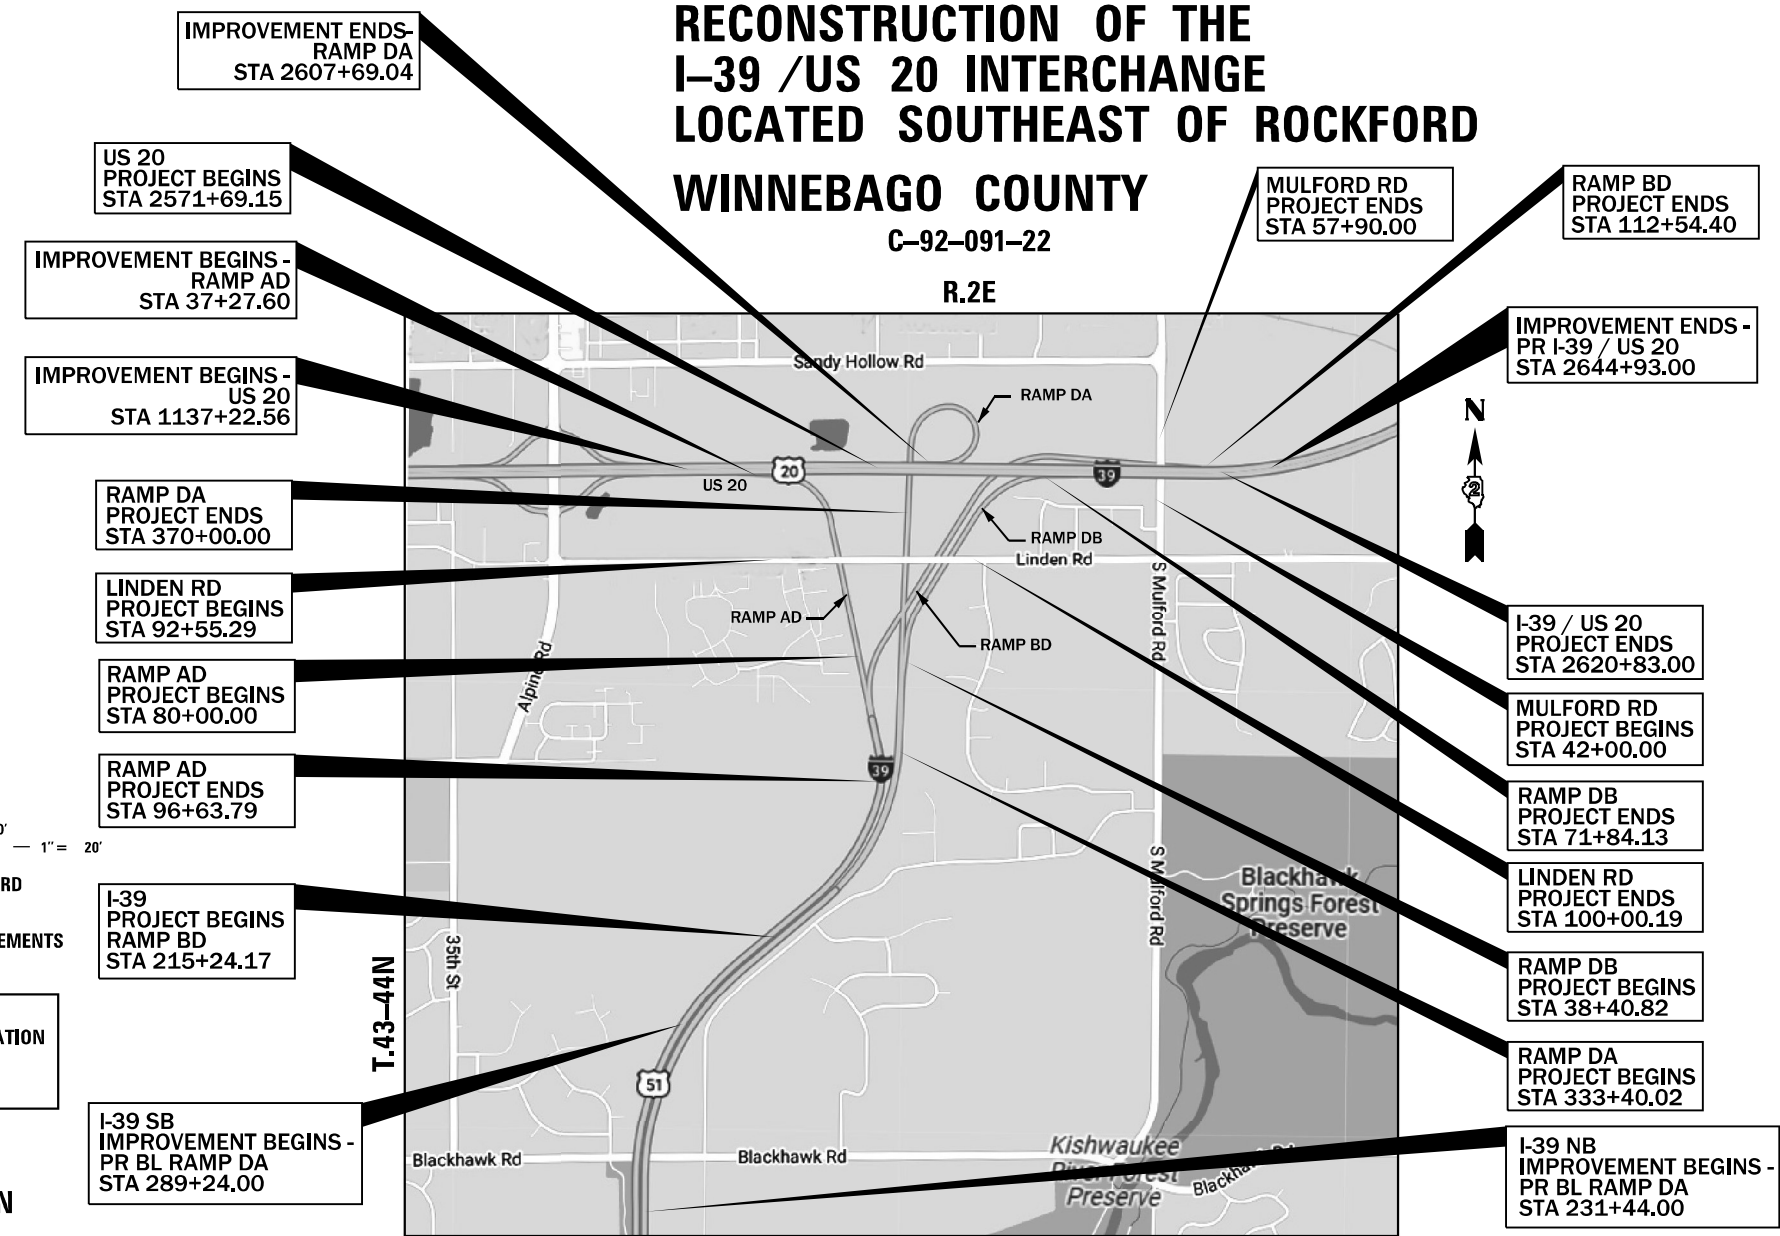 RECONSTRUCTION OF THE
I–39 /US 20 INTERCHANGE
LOCATED SOUTHEAST OF ROCKFORD
WINNEBAGO COUNTY
C–92–091–22
R.2E
IMPROVEMENT ENDS-
RAMP DA
STA 2607+69.04
US 20
PROJECT BEGINS
STA 2571+69.15
IMPROVEMENT BEGINS -
RAMP AD
STA 37+27.60
IMPROVEMENT BEGINS -
US 20
STA 1137+22.56
RAMP DA
PROJECT ENDS
STA 370+00.00
LINDEN RD
PROJECT BEGINS
STA 92+55.29
RAMP AD
PROJECT BEGINS
STA 80+00.00
RAMP AD
PROJECT ENDS
STA 96+63.79
0'
— 1"= 20'
RD
I-39
PROJECT BEGINS
RAMP BD
STA 215+24.17
EMENTS
ATION
I-39 SB
IMPROVEMENT BEGINS -
PR BL RAMP DA
STA 289+24.00
N
T.43–44N
MULFORD RD
PROJECT ENDS
STA 57+90.00
RAMP BD
PROJECT ENDS
STA 112+54.40
IMPROVEMENT ENDS -
PR I-39 / US 20
STA 2644+93.00
N
2
I-39 / US 20
PROJECT ENDS
STA 2620+83.00
MULFORD RD
PROJECT BEGINS
STA 42+00.00
RAMP DB
PROJECT ENDS
STA 71+84.13
LINDEN RD
PROJECT ENDS
STA 100+00.19
RAMP DB
PROJECT BEGINS
STA 38+40.82
RAMP DA
PROJECT BEGINS
STA 333+40.02
I-39 NB
IMPROVEMENT BEGINS -
PR BL RAMP DA
STA 231+44.00
Sandy Hollow Rd
RAMP DA
20
US 20
39
RAMP DB
Linden Rd
RAMP AD
RAMP BD
Alpine Rd
S Mulford Rd
39
35th St
S Mulford Rd
Blackhawk
Springs Forest
Preserve
51
Blackhawk Rd
Blackhawk Rd
Kishwaukee
River Forest
Preserve
Blackhawk Rd